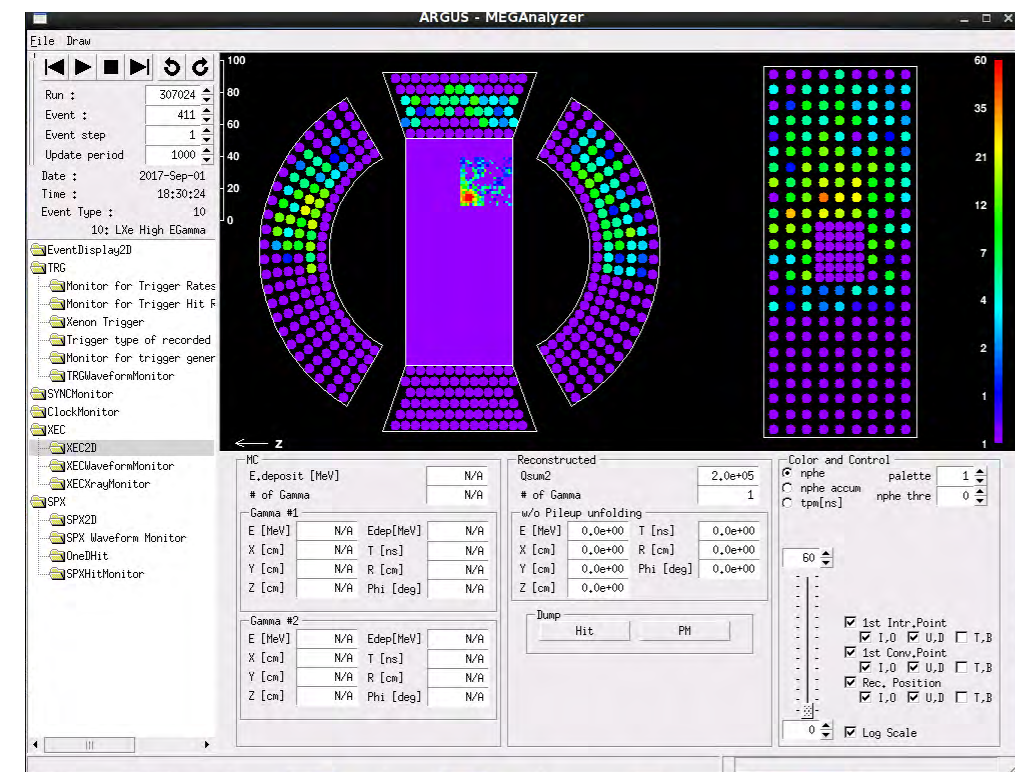 ARGUS - MEGAnalyzer
File Draw
Run : 307024
Event : 411
Event step 1
Update period 1000
Date : 2017-Sep-01
Time : 18:30:24
Event Type : 10
10: LXe High EGamma
EventDisplay2D
TRG
Monitor for Trigger Rates
Monitor for Trigger Hit R
Xenon Trigger
Trigger type of recorded
Monitor for trigger gener
TRGWaveformMonitor
SYNCMonitor
ClockMonitor
XEC
XEC2D
XECWaveformMonitor
XECXrayMonitor
SPX
SPX2D
SPX Waveform Monitor
OneDHit
SPXHitMonitor
100
80
60
40
20
0
Z
60
35
21
12
7
4
2
1
1
MC
E.deposit [MeV] N/A
# of Gamma N/A
Gamma #1
E [MeV] N/A Edep[MeV] N/A
X [cm] N/A T [ns] N/A
Y [cm] N/A R [cm] N/A
Z [cm] N/A Phi [deg] N/A
Gamma #2
E [MeV] N/A Edep[MeV] N/A
X [cm] N/A T [ns] N/A
Y [cm] N/A R [cm] N/A
Z [cm] N/A Phi [deg] N/A
Reconstructed
Qsum2 2.0e+05
# of Gamma 1
w/o Pileup unfolding
E [MeV] 0.0e+00 T [ns] 0.0e+00
X [cm] 0.0e+00 R [cm] 0.0e+00
Y [cm] 0.0e+00 Phi [deg] 0.0e+00
Z [cm] 0.0e+00
Dump
Hit PM
Color and Control
nphe palette 1
nphe accum nphe thre 0
tpm[ns]
60
1st Intr.Point
I,O U,D T,B
1st Conv.Point
I,O U,D T,B
Rec. Position
I,O U,D T,B
0 Log Scale